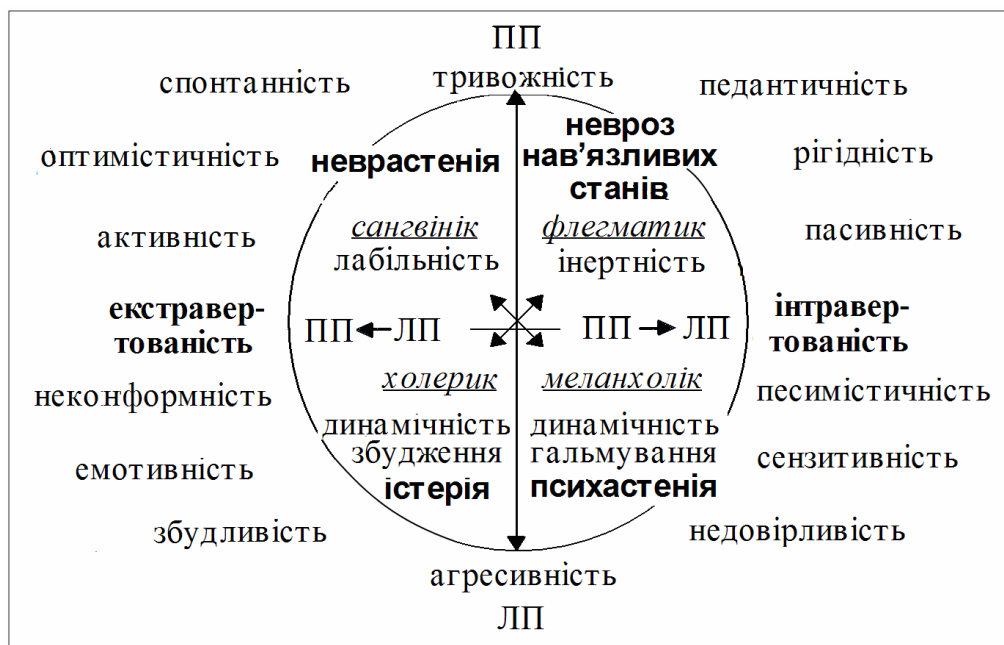 ПП
спонтанність тривожність педантичність
невроз
оптимістичність неврастенія нав’язливих рігідність
станів
активність сангвінік флегматик пасивність
лабільність інертність
екстравер- інтравер-
тованість ПП ЛП ПП ЛП тованість
неконформність холерик меланхолік песимістичність
динамічність динамічність
емотивність збудження гальмування сензитивність
істерія психастенія
збудливість недовірливість
агресивність
ЛП